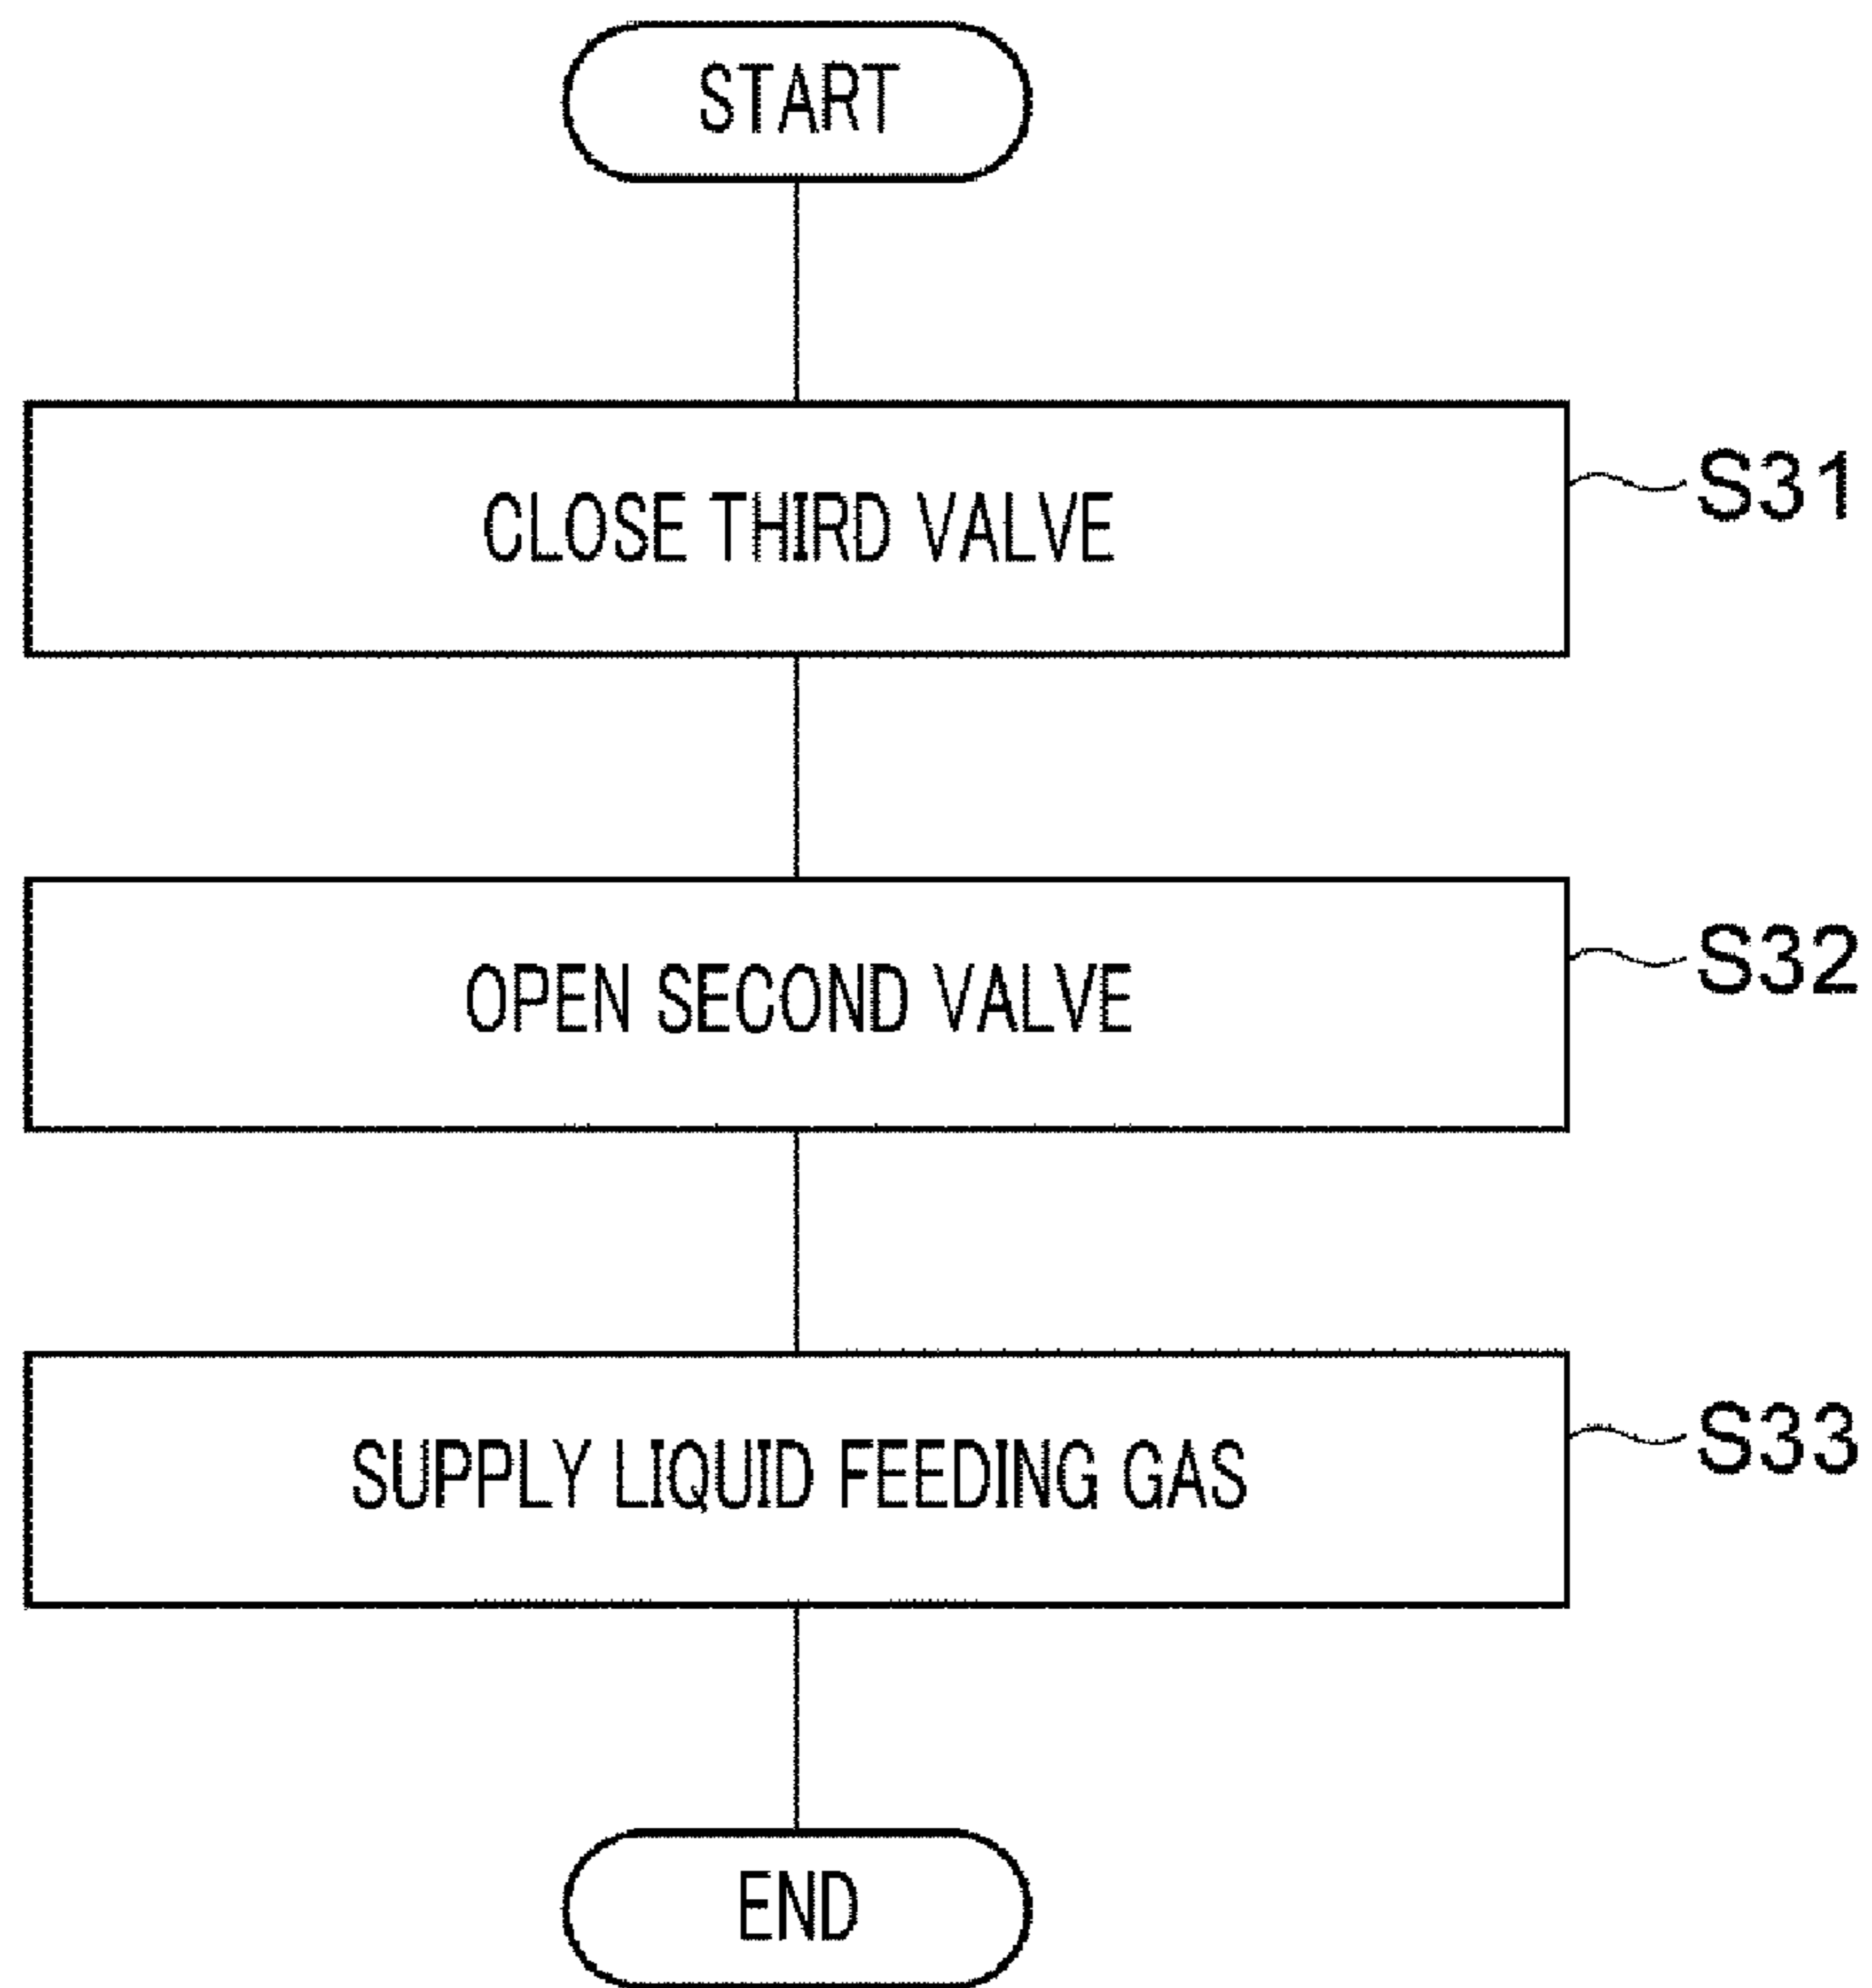 START
CLOSE THIRD VALVE
S31
OPEN SECOND VALVE
S32
SUPPLY LIQUID FEEDING GAS
S33
END